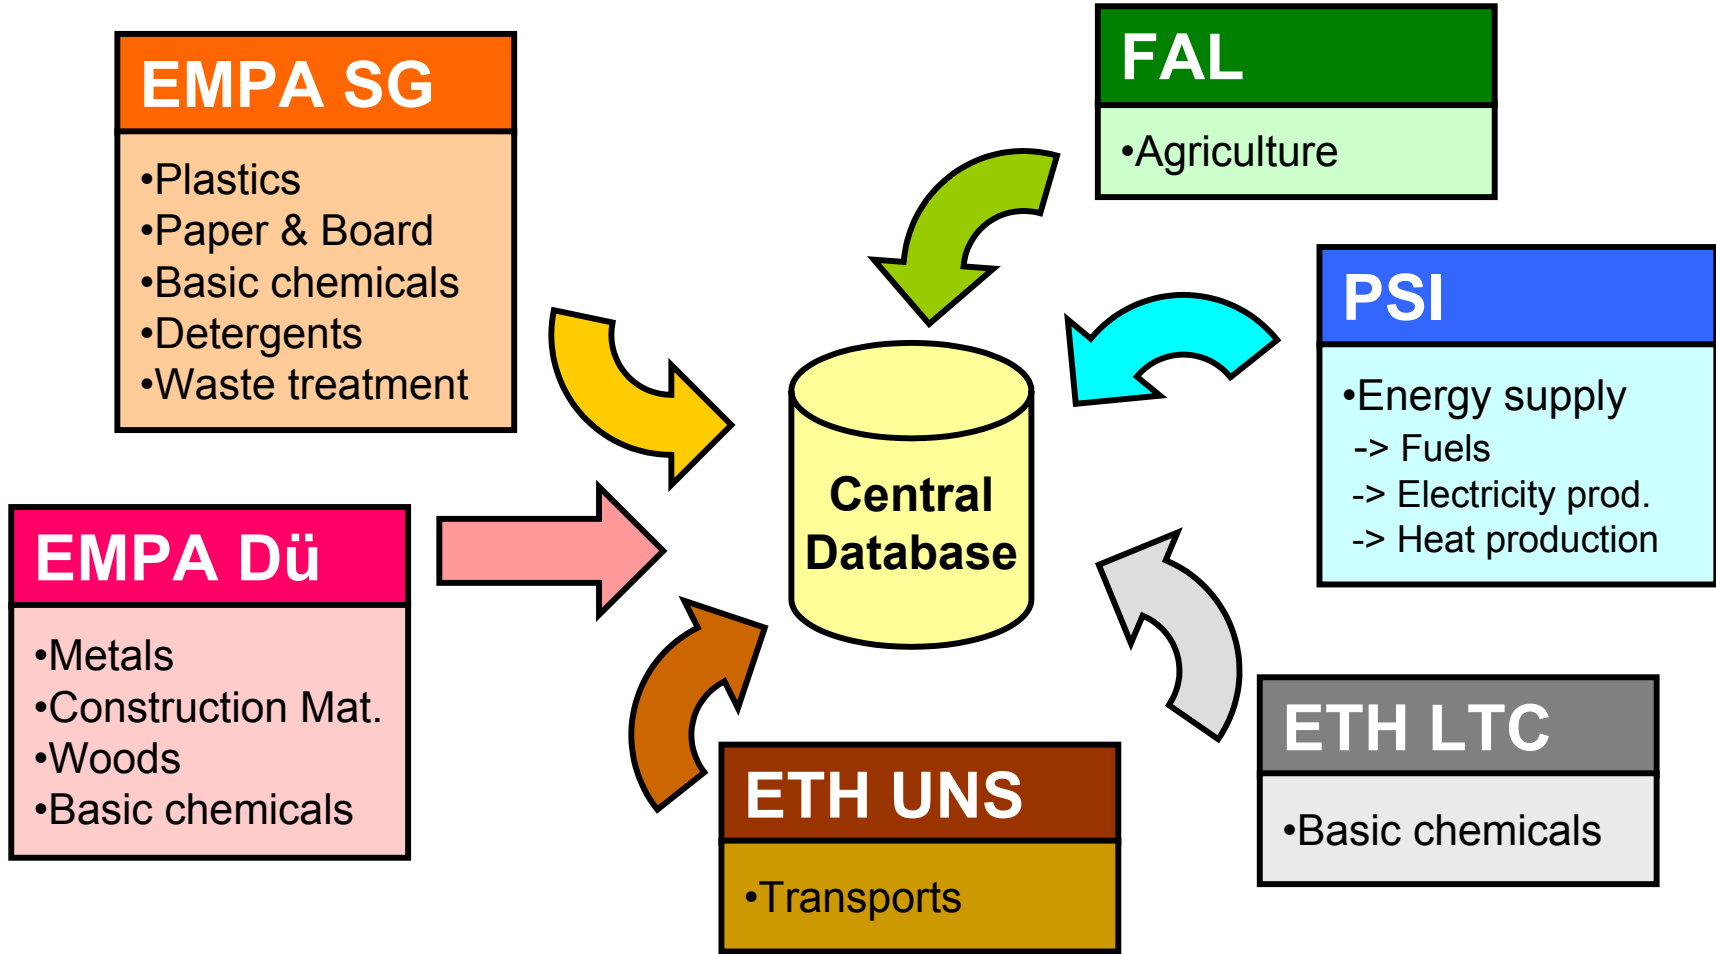 EMPA SG
•Plastics
•Paper & Board
•Basic chemicals
•Detergents
•Waste treatment
FAL
•Agriculture
PSI
•Energy supply
-> Fuels
-> Electricity prod.
-> Heat production
Central
Database
EMPA Dü
•Metals
•Construction Mat.
•Woods
•Basic chemicals
ETH UNS
•Transports
ETH LTC
•Basic chemicals